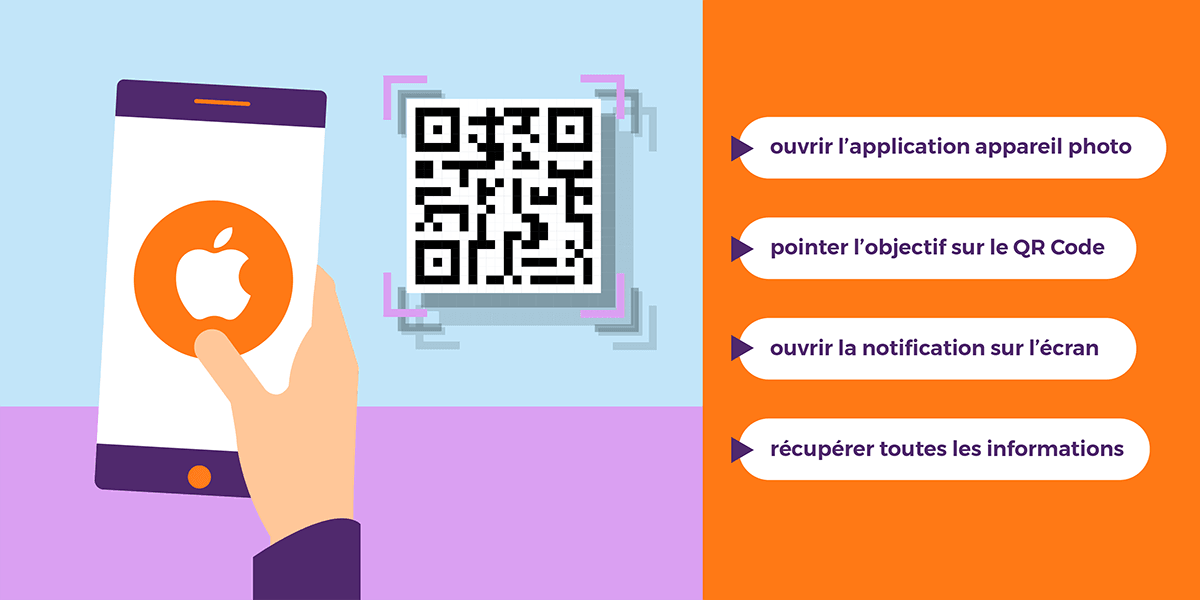 ouvrir l’application appareil photo
pointer l’objectif sur le QR Code
ouvrir la notification sur l’écran
récupérer toutes les informations